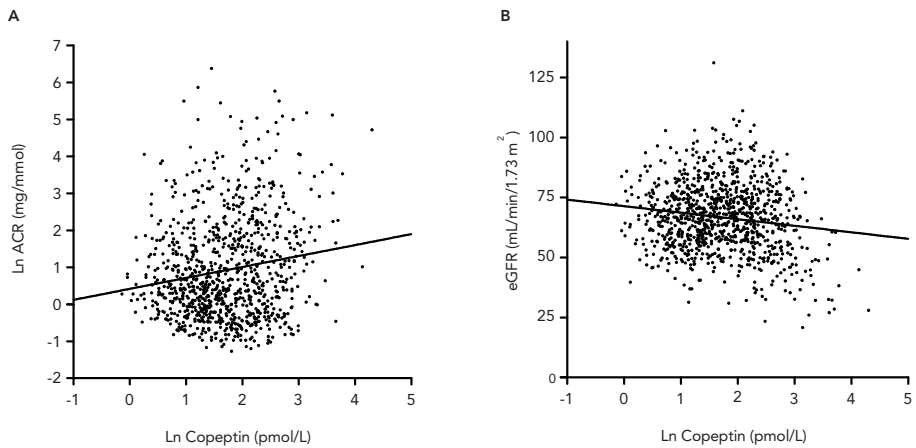 A
7
6
5
4
3
2
1
0
-1
-2
Ln ACR (mg/mmol)
-1 0 1 2 3 4 5
Ln Copeptin (pmol/L)
B
125
100
75
50
25
0
eGFR (mL/min/1.73 m²)
-1 0 1 2 3 4 5
Ln Copeptin (pmol/L)